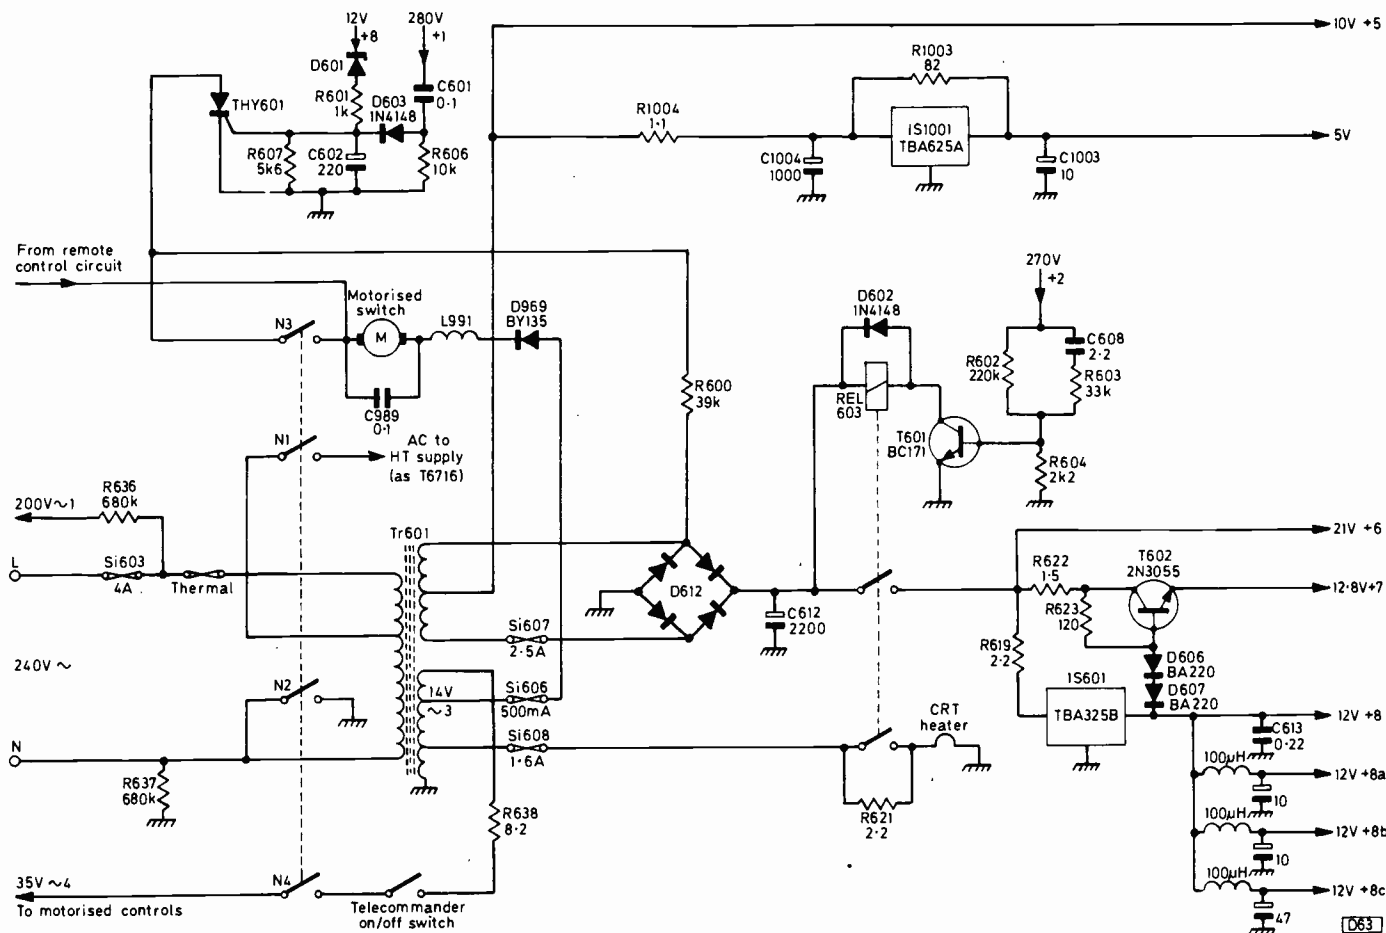 12V
+8
280V
+1
10V +5
D601
R1003
82
THY601
R601
1k
D603
1N4148
C601
0·1
R1004
1·1
IS1001
TBA625A
5V
R607
5k6
C602
220
R606
10k
C1004
1000
C1003
10
From remote
control circuit
270V
+2
Motorised
switch
N3
M
L991
D969
BY135
D602
1N4148
C608
2·2
R602
220k
R603
33k
C989
0·1
R600
39k
REL
603
N1
AC to
HT supply
(as T6716)
T601
BC171
R604
2k2
R636
680k
200V~1
Tr601
21V +6
L
Si603
4A
Thermal
D612
R622
1·5
T602
2N3055
12·8V+7
C612
2200
R623
120
Si607
2·5A
R619
2·2
240V ~
D606
BA220
D607
BA220
N2
14V
~3
Si606
500mA
IS601
TBA325B
12V +8
CRT
heater
C613
0·22
N
Si608
1·6A
100µH
12V +8a
R637
680k
R638
8·2
R621
2·2
10
100µH
12V +8b
10
35V ~4
N4
100µH
12V +8c
To motorised controls
Telecommander
on/off switch
47
D63